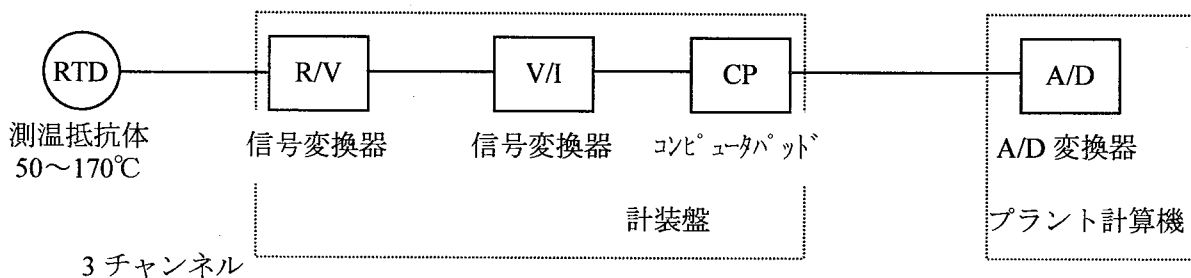 RTD
R/V
V/I
CP
A/D
測温抵抗体
50～170℃
信号変換器
信号変換器
コンピュータパッド
A/D 変換器
計装盤
プラント計算機
3 チャンネル